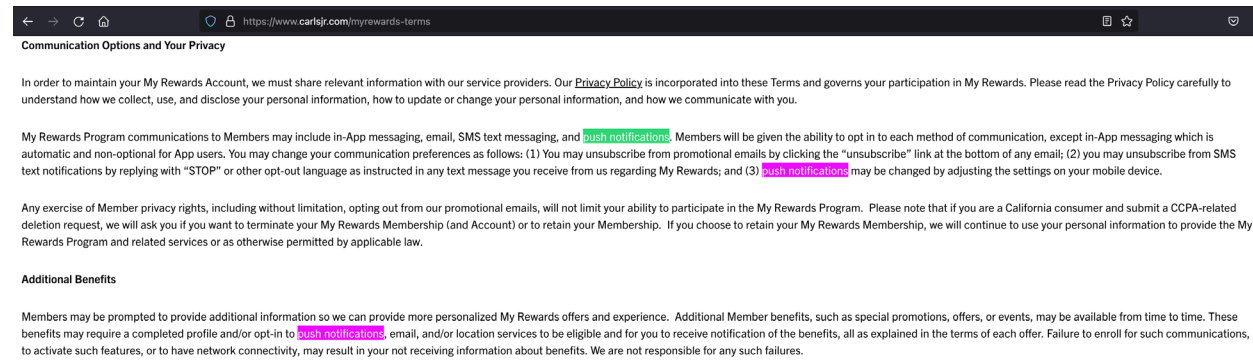 https://www.carlsjr.com/myrewards-terms
Communication Options and Your Privacy
In order to maintain your My Rewards Account, we must share relevant information with our service providers. Our Privacy Policy is incorporated into these Terms and governs your participation in My Rewards. Please read the Privacy Policy carefully to
understand how we collect, use, and disclose your personal information, how to update or change your personal information, and how we communicate with you.
My Rewards Program communications to Members may include in-App messaging, email, SMS text messaging, and push notifications. Members will be given the ability to opt in to each method of communication, except in-App messaging which is
automatic and non-optional for App users. You may change your communication preferences as follows: (1) You may unsubscribe from promotional emails by clicking the “unsubscribe” link at the bottom of any email; (2) you may unsubscribe from SMS
text notifications by replying with “STOP” or other opt-out language as instructed in any text message you receive from us regarding My Rewards; and (3) push notifications may be changed by adjusting the settings on your mobile device.
Any exercise of Member privacy rights, including without limitation, opting out from our promotional emails, will not limit your ability to participate in the My Rewards Program. Please note that if you are a California consumer and submit a CCPA-related
deletion request, we will ask you if you want to terminate your My Rewards Membership (and Account) or to retain your Membership. If you choose to retain your My Rewards Membership, we will continue to use your personal information to provide the My
Rewards Program and related services or as otherwise permitted by applicable law.
Additional Benefits
Members may be prompted to provide additional information so we can provide more personalized My Rewards offers and experience. Additional Member benefits, such as special promotions, offers, or events, may be available from time to time. These
benefits may require a completed profile and/or opt-in to push notifications, email, and/or location services to be eligible and for you to receive notification of the benefits, all as explained in the terms of each offer. Failure to enroll for such communications,
to activate such features, or to have network connectivity, may result in your not receiving information about benefits. We are not responsible for any such failures.